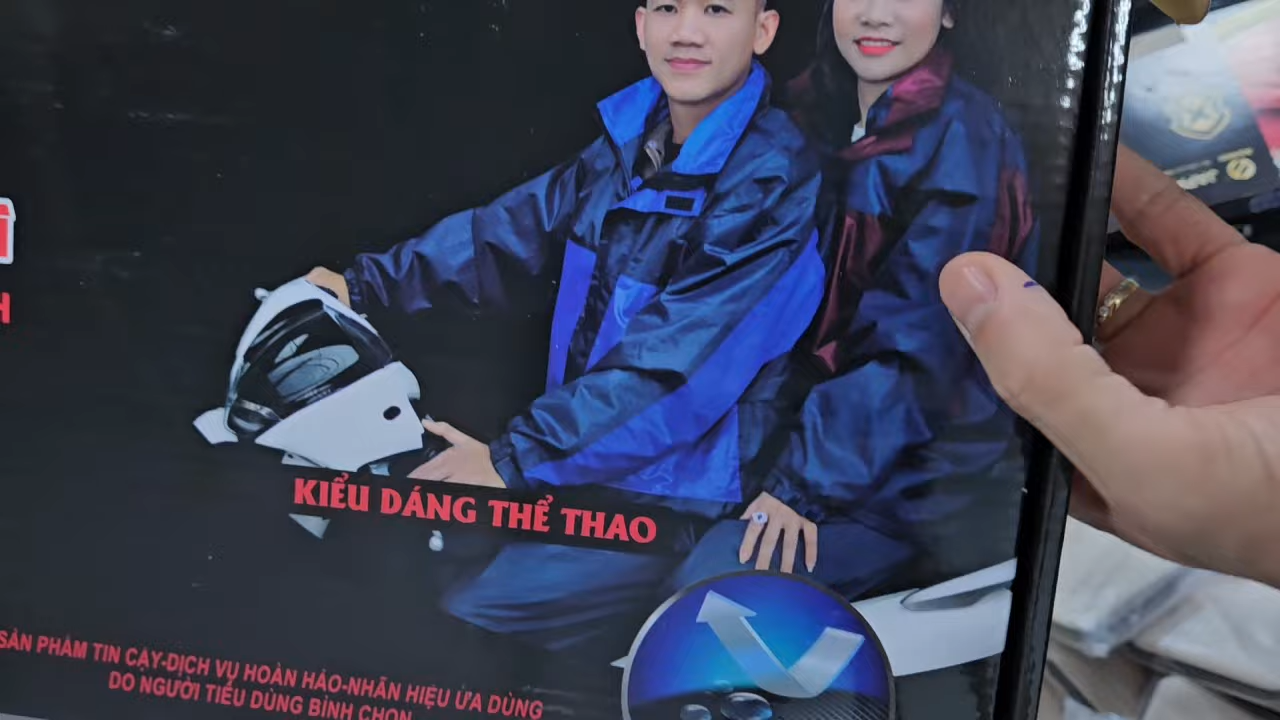 H
KIỂU DÁNG THỂ THAO
SẢN PHẨM TIN CẬY-DỊCH VỤ HOÀN HẢO-NHÃN HIỆU ƯA DÙNG
DO NGƯỜI TIÊU DÙNG BÌNH CHỌN